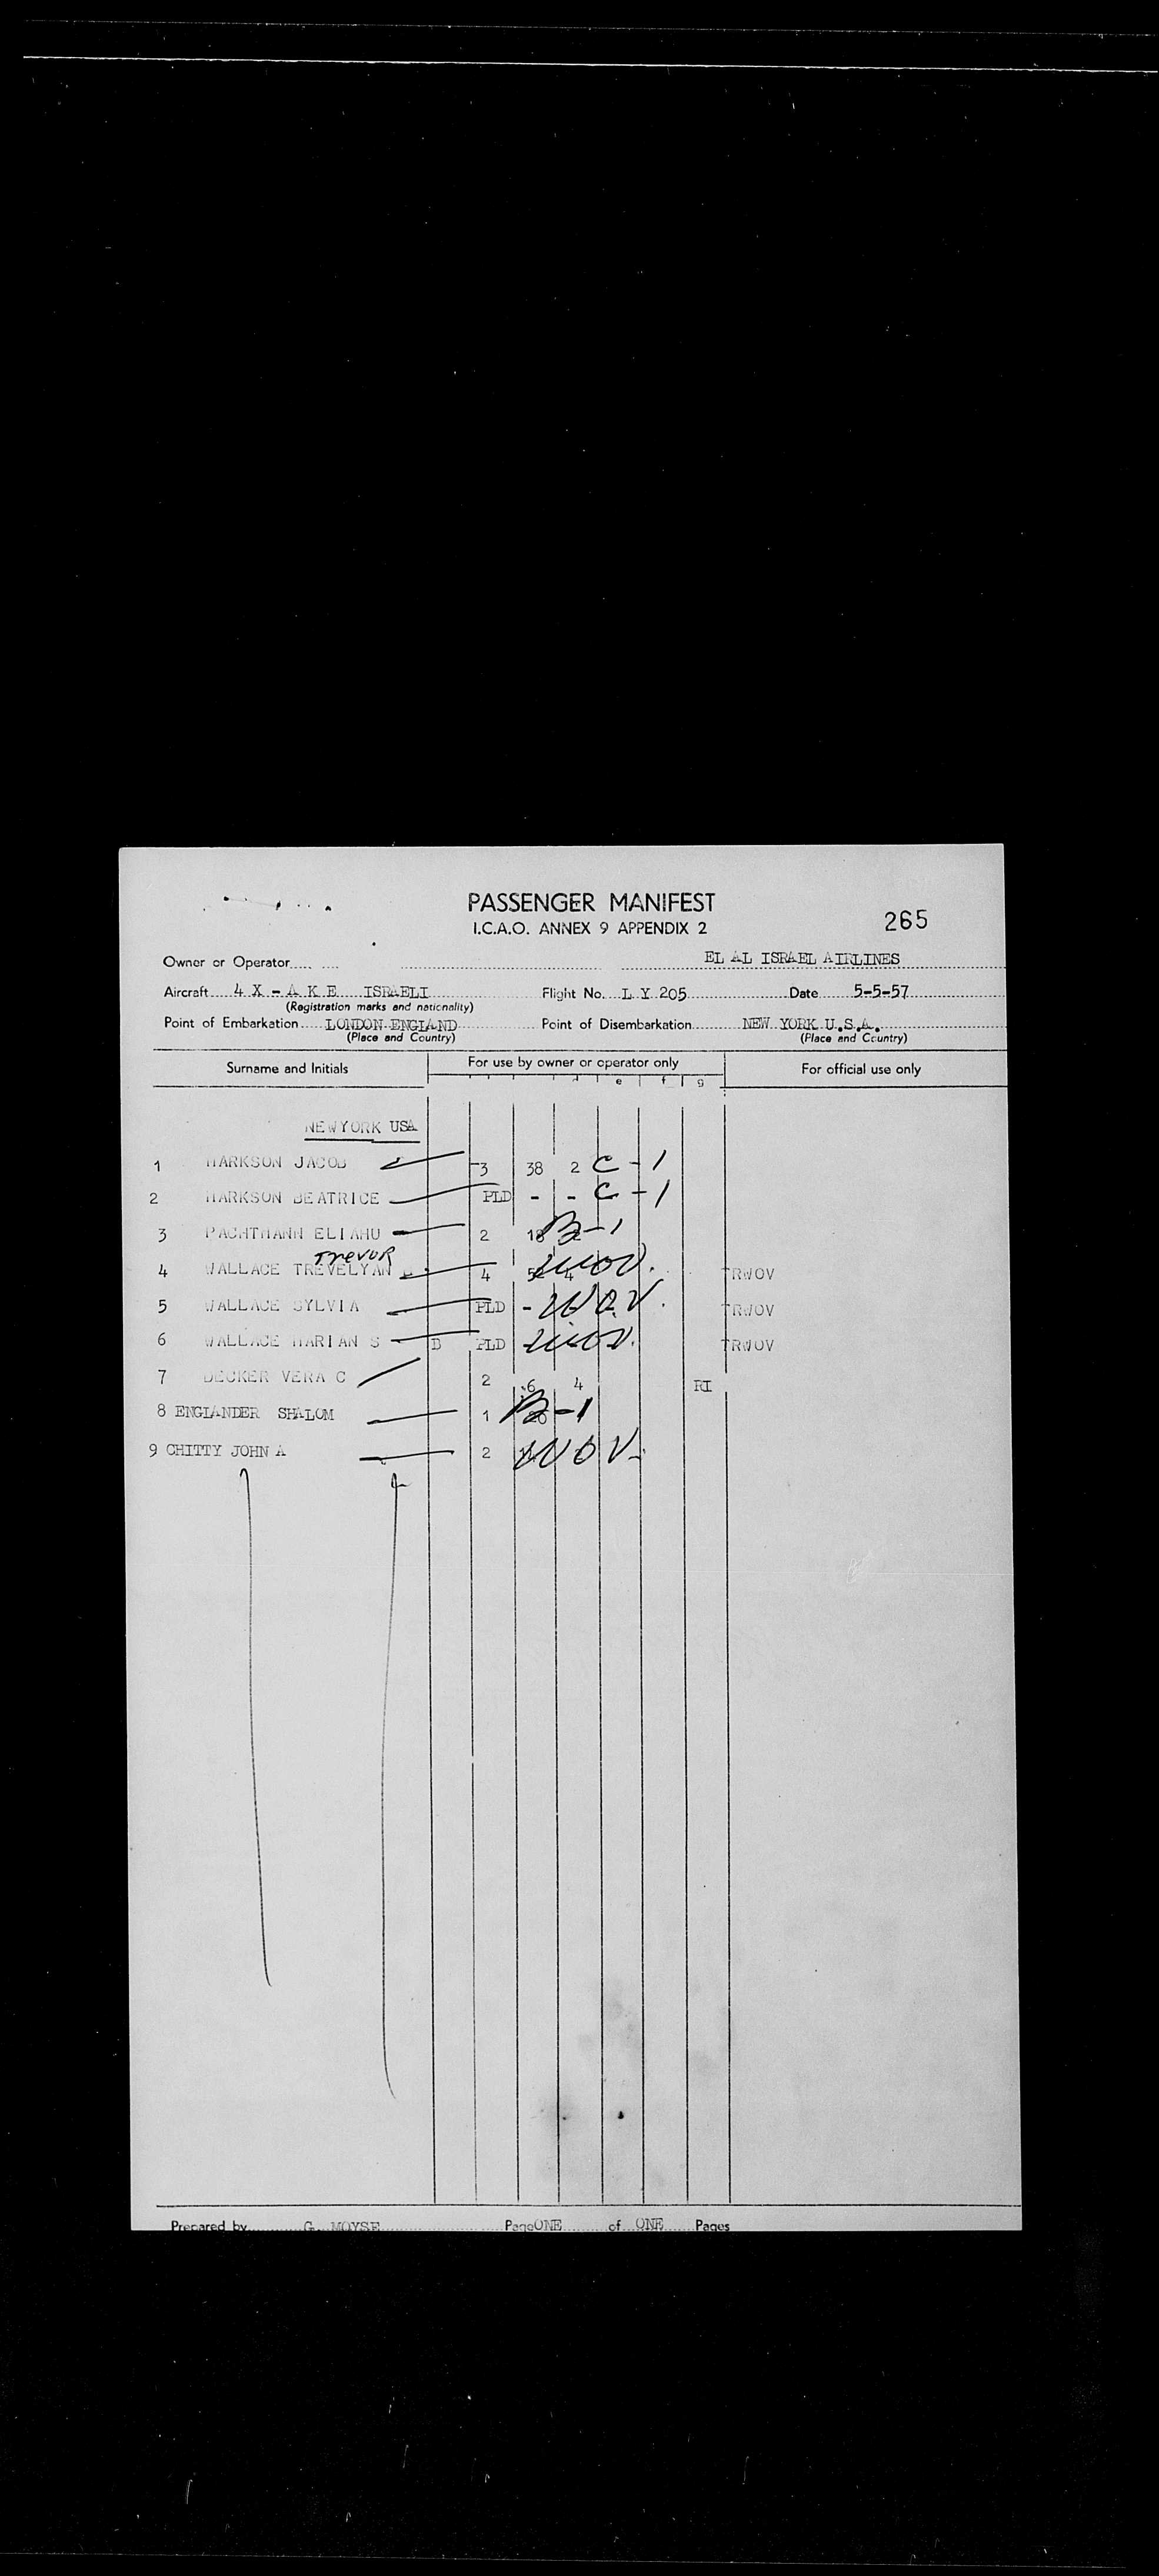 PASSENGER MANIFEST
I.C.A.O. ANNEX 9 APPENDIX 2
265
Owner or Operator EL AL ISRAEL AIRLINES
Aircraft 4 X - A K E ISRAELI Flight No. L Y 205 Date 5-5-57
(Registration marks and nationality)
Point of Embarkation LONDON ENGLAND Point of Disembarkation NEW YORK U.S.A.
(Place and Country) (Place and Country)
Surname and Initials For use by owner or operator only For official use only
d e f g
NEWYORK USA
1 MARKSON JACOB 3 38 2 C-1
2 MARKSON BEATRICE PLD - - C-1
3 PACHTMANN ELIAHU 2 18 B-1
Trevor
4 WALLACE TREVELYAN 4 WOV. TRWOV
5 WALLACE SYLVIA PLD - WOV. TRWOV
6 WALLACE MARIAN S B PLD WOV. TRWOV
7 DECKER VERA C 2 6 4 RI
8 ENGLANDER SHALOM 1 B-1
9 CHITTY JOHN A 2 WOV-
Prepared by G. MOYSE Page ONE of ONE Pages